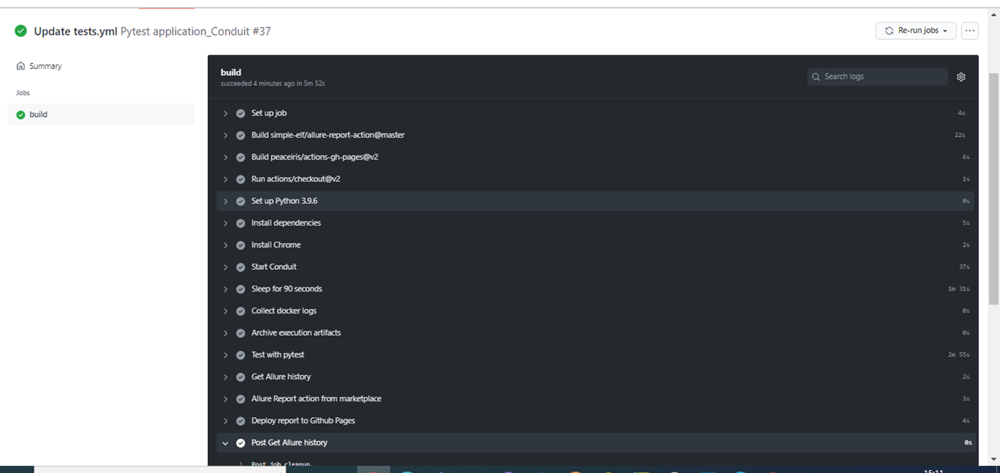 Update tests.yml Pytest application_Conduit #37
Re-run jobs
Summary
Jobs
build
build
succeeded 4 minutes ago in 5m 52s
Search logs
Set up job 4s
Build simple-elf/allure-report-action@master 22s
Build peaceiris/actions-gh-pages@v2 6s
Run actions/checkout@v2 1s
Set up Python 3.9.6 0s
Install dependencies 5s
Install Chrome 2s
Start Conduit 37s
Sleep for 90 seconds 1m 31s
Collect docker logs 0s
Archive execution artifacts 0s
Test with pytest 2m 55s
Get Allure history 2s
Allure Report action from marketplace 3s
Deploy report to Github Pages 4s
Post Get Allure history 0s
1 Post job cleanup.
15:11